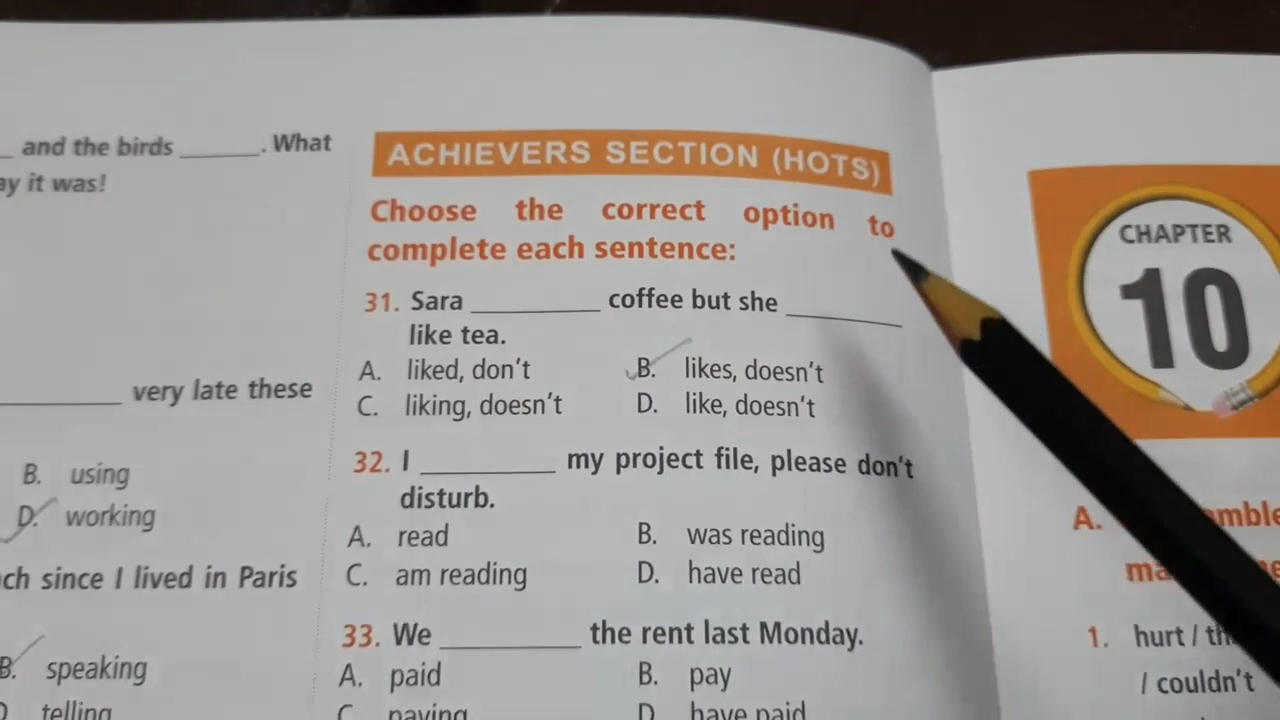 _ and the birds ______. What
ay it was!
_________ very late these
B. using
D. working
ch since I lived in Paris
B. speaking
telling
ACHIEVERS SECTION (HOTS)
Choose the correct option to
complete each sentence:
31. Sara __________ coffee but she _________
like tea.
A. liked, don't B. likes, doesn't
C. liking, doesn't D. like, doesn't
32. I __________ my project file, please don't
disturb.
A. read B. was reading
C. am reading D. have read
33. We __________ the rent last Monday.
A. paid B. pay
C. paying D. have paid
CHAPTER
10
A.
1. hurt /
/ couldn't